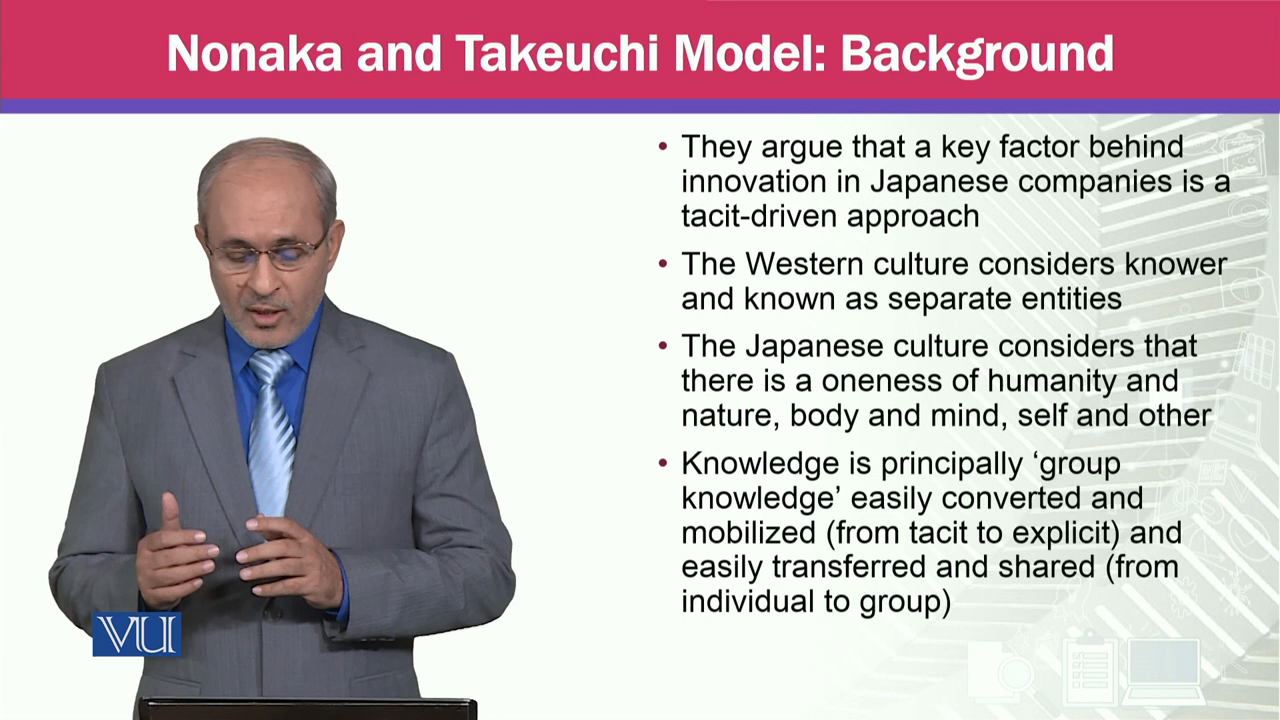 Nonaka and Takeuchi Model: Background
• They argue that a key factor behind
innovation in Japanese companies is a
tacit-driven approach
• The Western culture considers knower
and known as separate entities
• The Japanese culture considers that
there is a oneness of humanity and
nature, body and mind, self and other
• Knowledge is principally ‘group
knowledge’ easily converted and
mobilized (from tacit to explicit) and
easily transferred and shared (from
individual to group)
VU